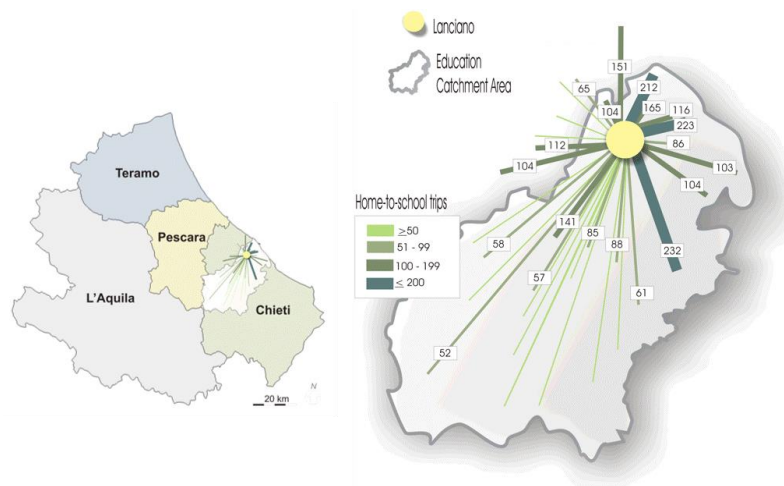 Teramo
Pescara
L'Aquila
Chieti
N
20 km
Lanciano
Education
Catchment Area
Home-to-school trips
≥50
51 - 99
100 - 199
≤ 200
151
65
212
104
165
116
223
112
86
104
103
104
141
58
85
88
232
57
61
52